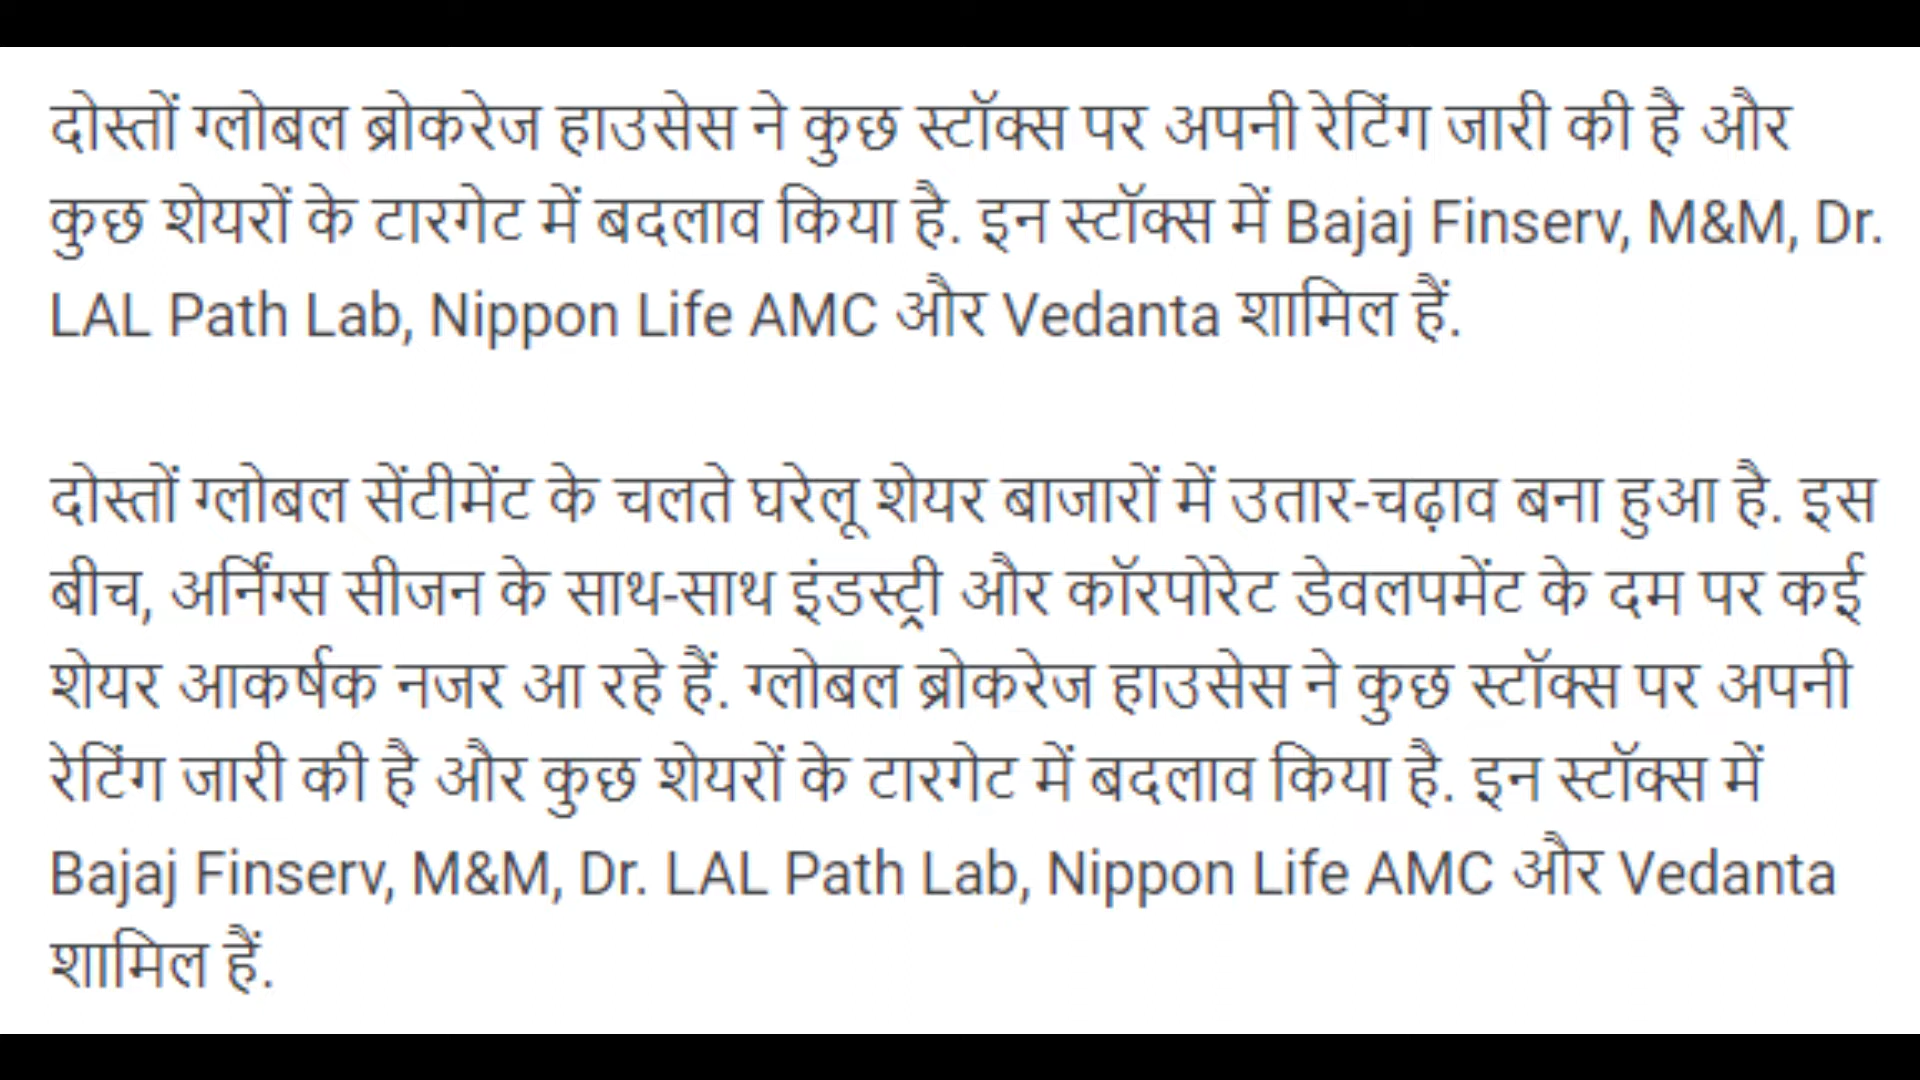 दोस्तों ग्लोबल ब्रोकरेज हाउसेस ने कुछ स्टॉक्स पर अपनी रेटिंग जारी की है और
कुछ शेयरों के टारगेट में बदलाव किया है. इन स्टॉक्स में Bajaj Finserv, M&M, Dr.
LAL Path Lab, Nippon Life AMC और Vedanta शामिल हैं.
दोस्तों ग्लोबल सेंटीमेंट के चलते घरेलू शेयर बाजारों में उतार-चढ़ाव बना हुआ है. इस
बीच, अर्निंग्स सीजन के साथ-साथ इंडस्ट्री और कॉरपोरेट डेवलपमेंट के दम पर कई
शेयर आकर्षक नजर आ रहे हैं. ग्लोबल ब्रोकरेज हाउसेस ने कुछ स्टॉक्स पर अपनी
रेटिंग जारी की है और कुछ शेयरों के टारगेट में बदलाव किया है. इन स्टॉक्स में
Bajaj Finserv, M&M, Dr. LAL Path Lab, Nippon Life AMC और Vedanta
शामिल हैं.